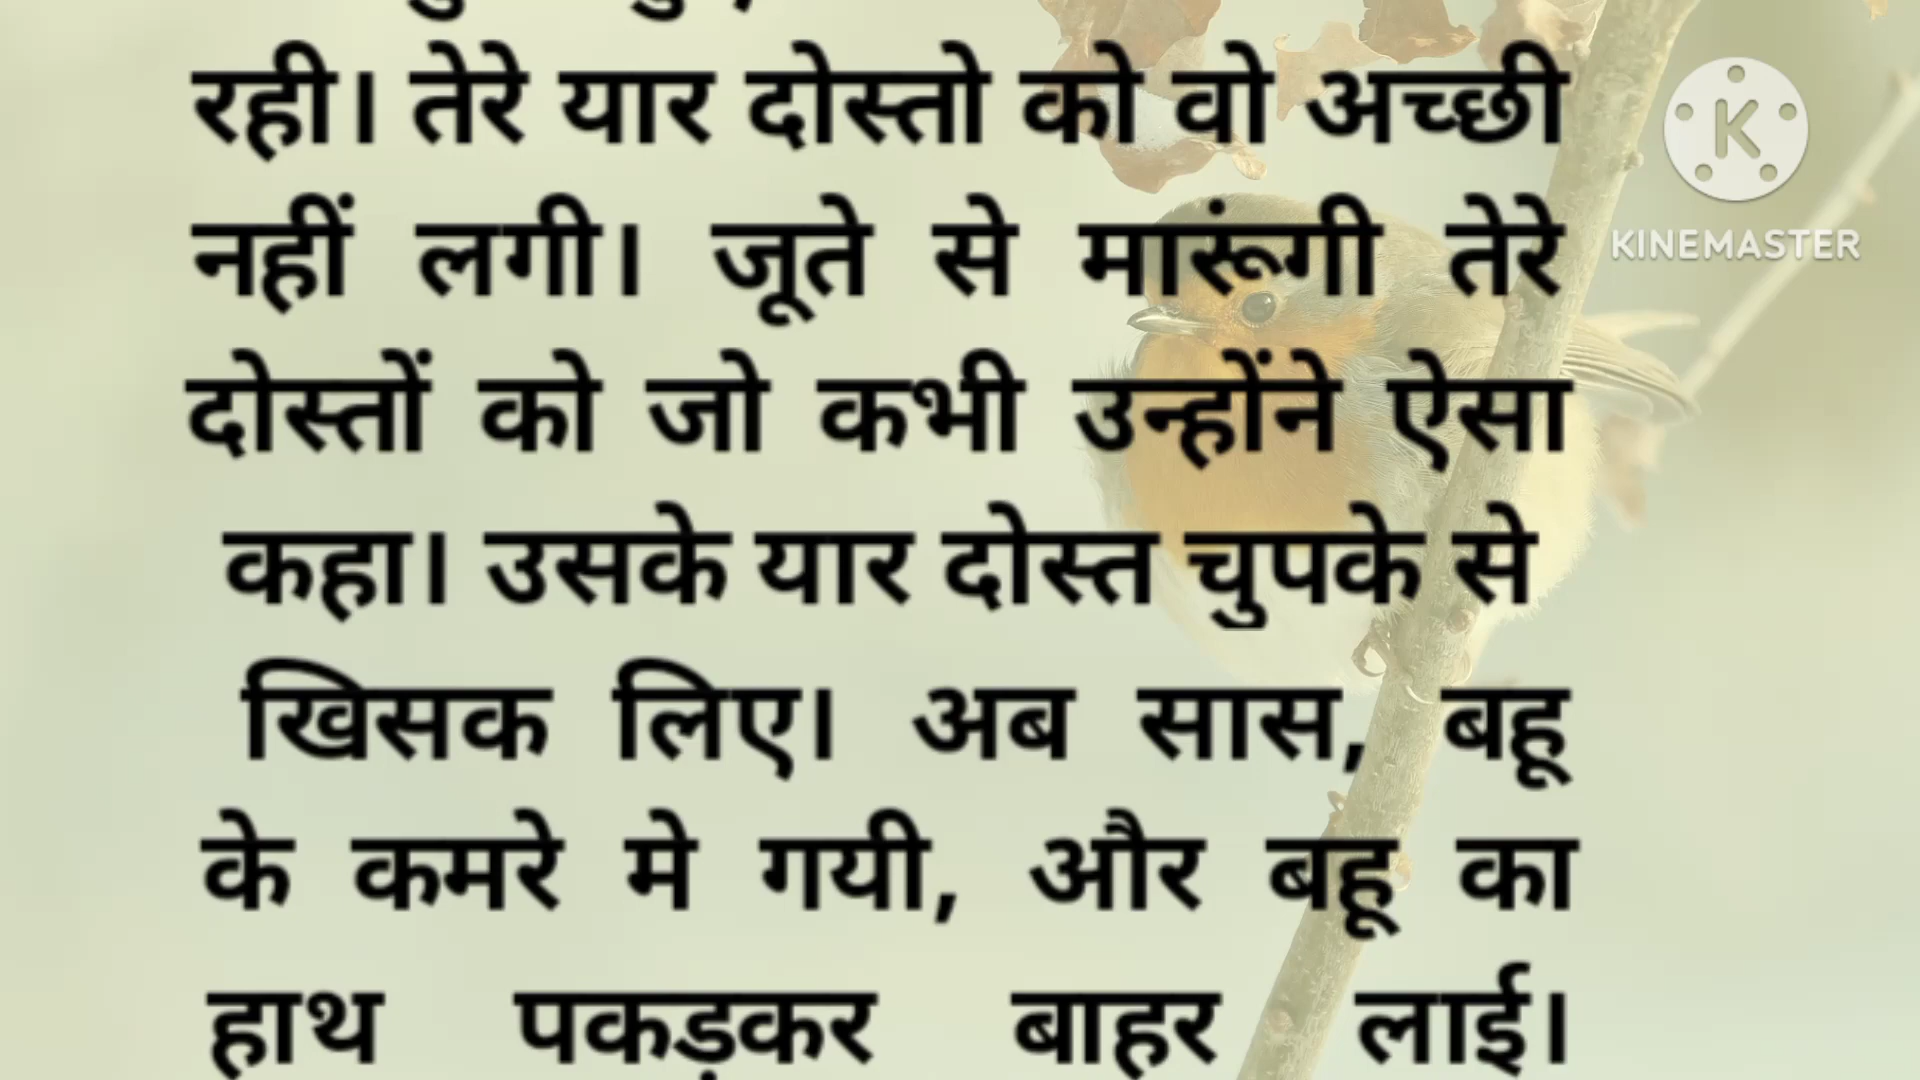 रही। तेरे यार दोस्तो को वो अच्छी
नहीं लगी। जूते से मारूंगी तेरे
दोस्तों को जो कभी उन्होंने ऐसा
कहा। उसके यार दोस्त चुपके से
खिसक लिए। अब सास, बहू
के कमरे मे गयी, और बहू का
हाथ पकड़कर बाहर लाई।
K
KINEMASTER